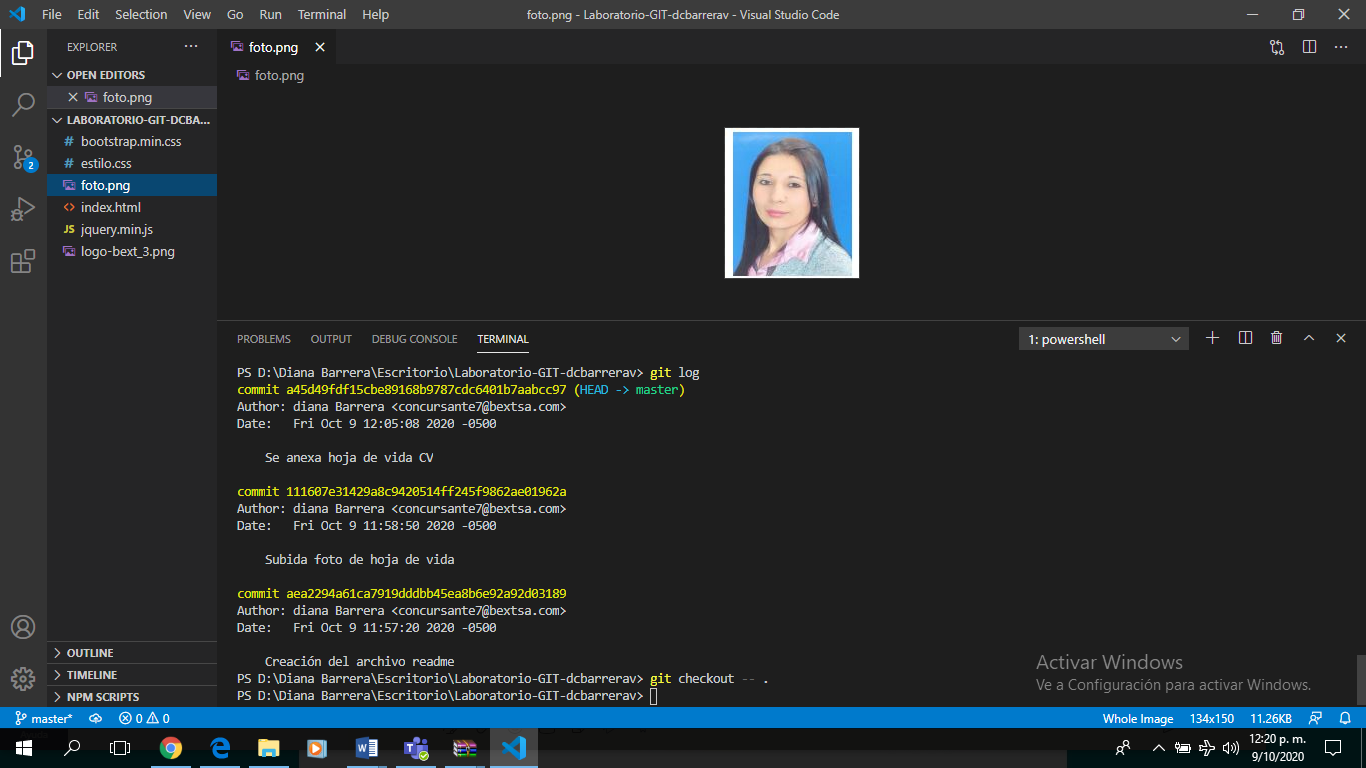 File Edit Selection View Go Run Terminal Help
foto.png - Laboratorio-GIT-dcbarrerav - Visual Studio Code
EXPLORER
OPEN EDITORS
foto.png
LABORATORIO-GIT-DCBA...
bootstrap.min.css
estilo.css
foto.png
index.html
JS jquery.min.js
logo-bext_3.png
2
OUTLINE
TIMELINE
NPM SCRIPTS
foto.png
foto.png
PROBLEMS OUTPUT DEBUG CONSOLE TERMINAL
1: powershell
PS D:\Diana Barrera\Escritorio\Laboratorio-GIT-dcbarrerav> git log
commit a45d49fdf15cbe89168b9787cdc6401b7aabcc97 (HEAD -> master)
Author: diana Barrera <concursante7@bextsa.com>
Date:   Fri Oct 9 12:05:08 2020 -0500
Se anexa hoja de vida CV
commit 111607e31429a8c9420514ff245f9862ae01962a
Author: diana Barrera <concursante7@bextsa.com>
Date:   Fri Oct 9 11:58:50 2020 -0500
Subida foto de hoja de vida
commit aea2294a61ca7919dddbb45ea8b6e92a92d03189
Author: diana Barrera <concursante7@bextsa.com>
Date:   Fri Oct 9 11:57:20 2020 -0500
Creación del archivo readme
PS D:\Diana Barrera\Escritorio\Laboratorio-GIT-dcbarrerav> git checkout -- .
PS D:\Diana Barrera\Escritorio\Laboratorio-GIT-dcbarrerav>
Activar Windows
Ve a Configuración para activar Windows.
master* 0 0
Whole Image 134x150 11.26KB
12:20 p. m.
9/10/2020